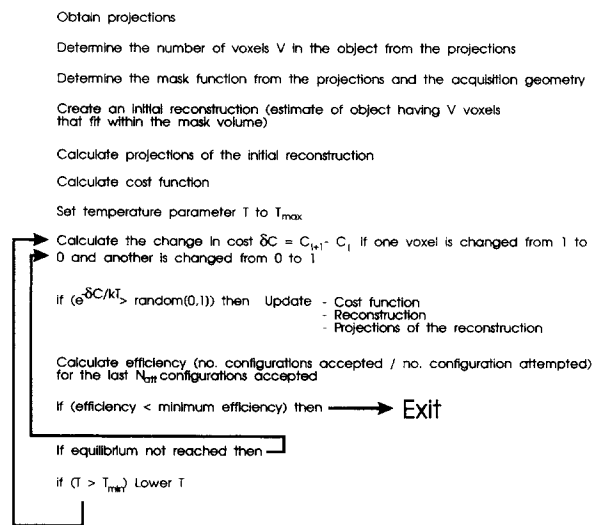 Obtain projections
Determine the number of voxels V in the object from the projections
Determine the mask function from the projections and the acquisition geometry
Create an initial reconstruction (estimate of object having V voxels
that fit within the mask volume)
Calculate projections of the initial reconstruction
Calculate cost function
Set temperature parameter T to Tmax
Calculate the change in cost δC = Ci+1- Ci if one voxel is changed from 1 to
0 and another is changed from 0 to 1
if (e-δC/kT> random(0,1)) then Update - Cost function
- Reconstruction
- Projections of the reconstruction
Calculate efficiency (no. configurations accepted / no. configuration attempted)
for the last Natt configurations accepted
if (efficiency < minimum efficiency) then Exit
if equilibrium not reached then
if (T > Tmin) Lower T